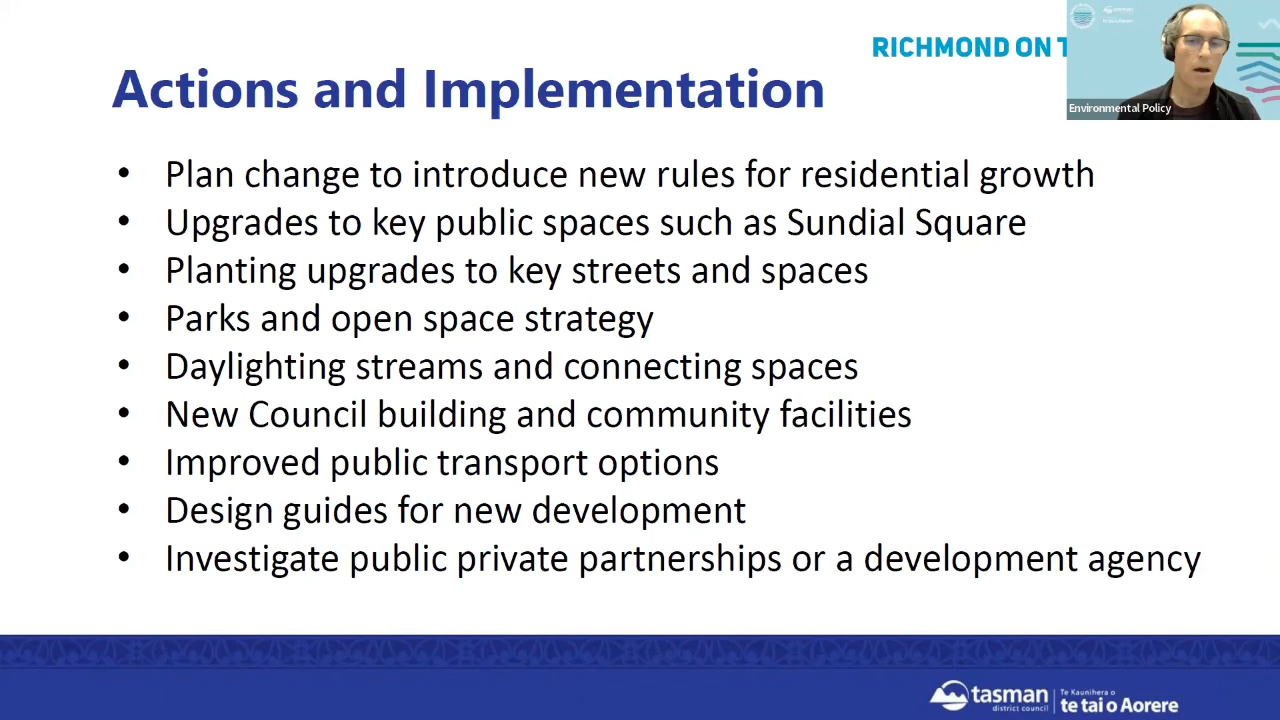 RICHMOND ON T
Environmental Policy
Actions and Implementation
• Plan change to introduce new rules for residential growth
• Upgrades to key public spaces such as Sundial Square
• Planting upgrades to key streets and spaces
• Parks and open space strategy
• Daylighting streams and connecting spaces
• New Council building and community facilities
• Improved public transport options
• Design guides for new development
• Investigate public private partnerships or a development agency
tasman
district council
Te Kaunihera o
te tai o Aorere